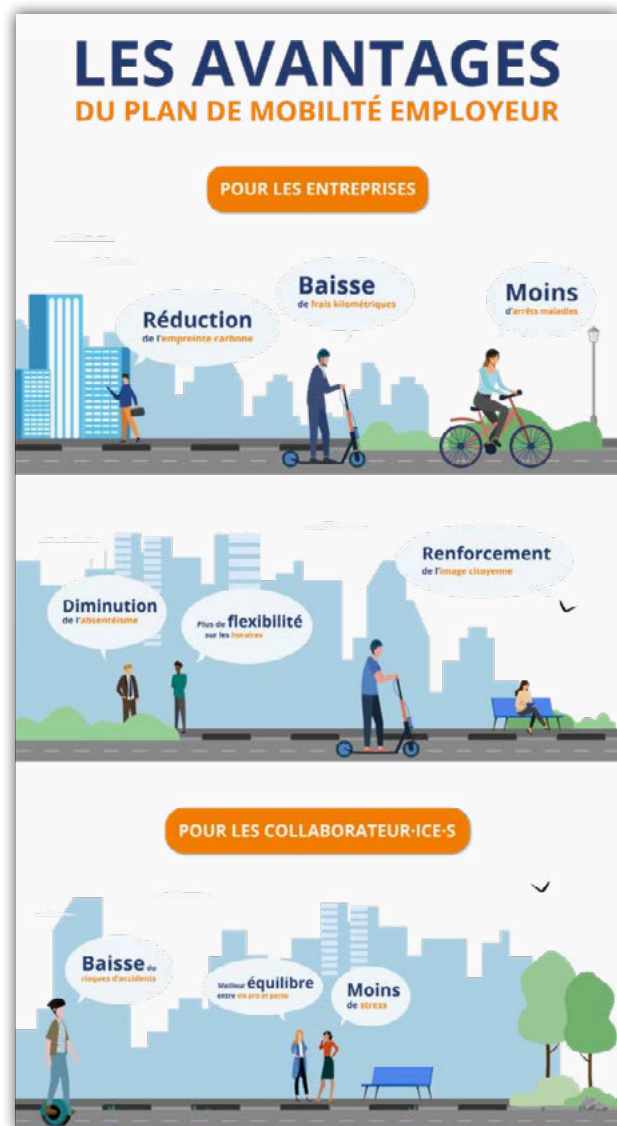 LES AVANTAGES
DU PLAN DE MOBILITÉ EMPLOYEUR
POUR LES ENTREPRISES
Réduction
de l'empreinte carbone
Baisse
de frais kilométriques
Moins
d'arrêts maladies
Diminution
de l'absentéisme
Plus de flexibilité
sur les horaires
Renforcement
de l'image citoyenne
POUR LES COLLABORATEUR·ICE·S
Baisse de
risques d'accidents
Meilleur équilibre
entre vie pro et perso
Moins
de stress